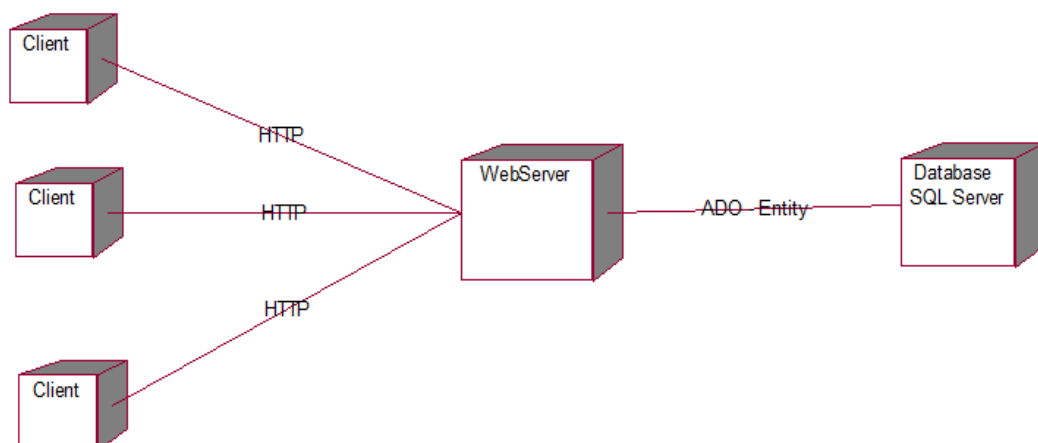 Client
HTTP
Client
HTTP
HTTP
Client
WebServer
ADO Entity
Database
SQL Server